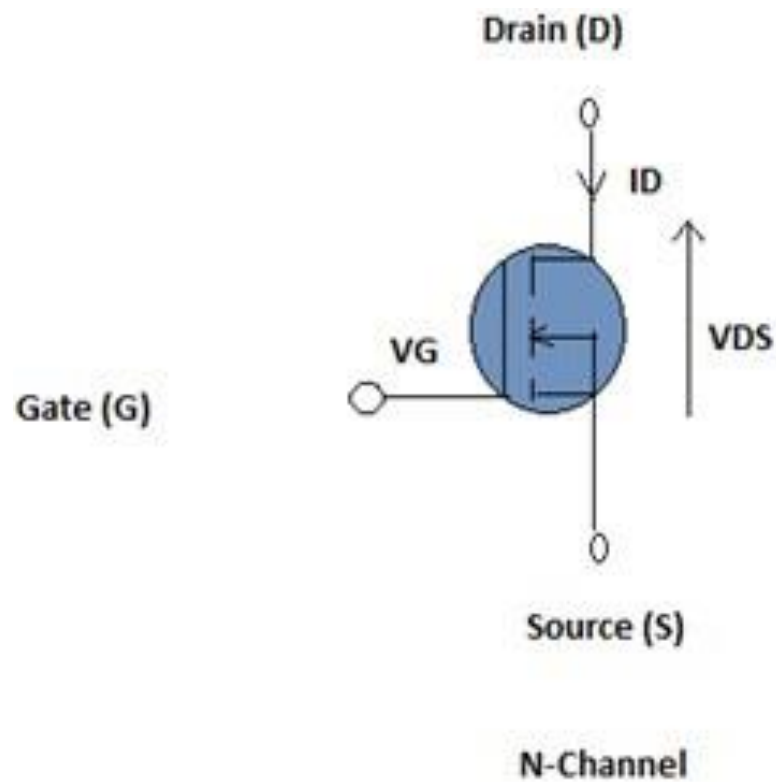 Drain (D)
ID
VDS
VG
Gate (G)
Source (S)
N-Channel